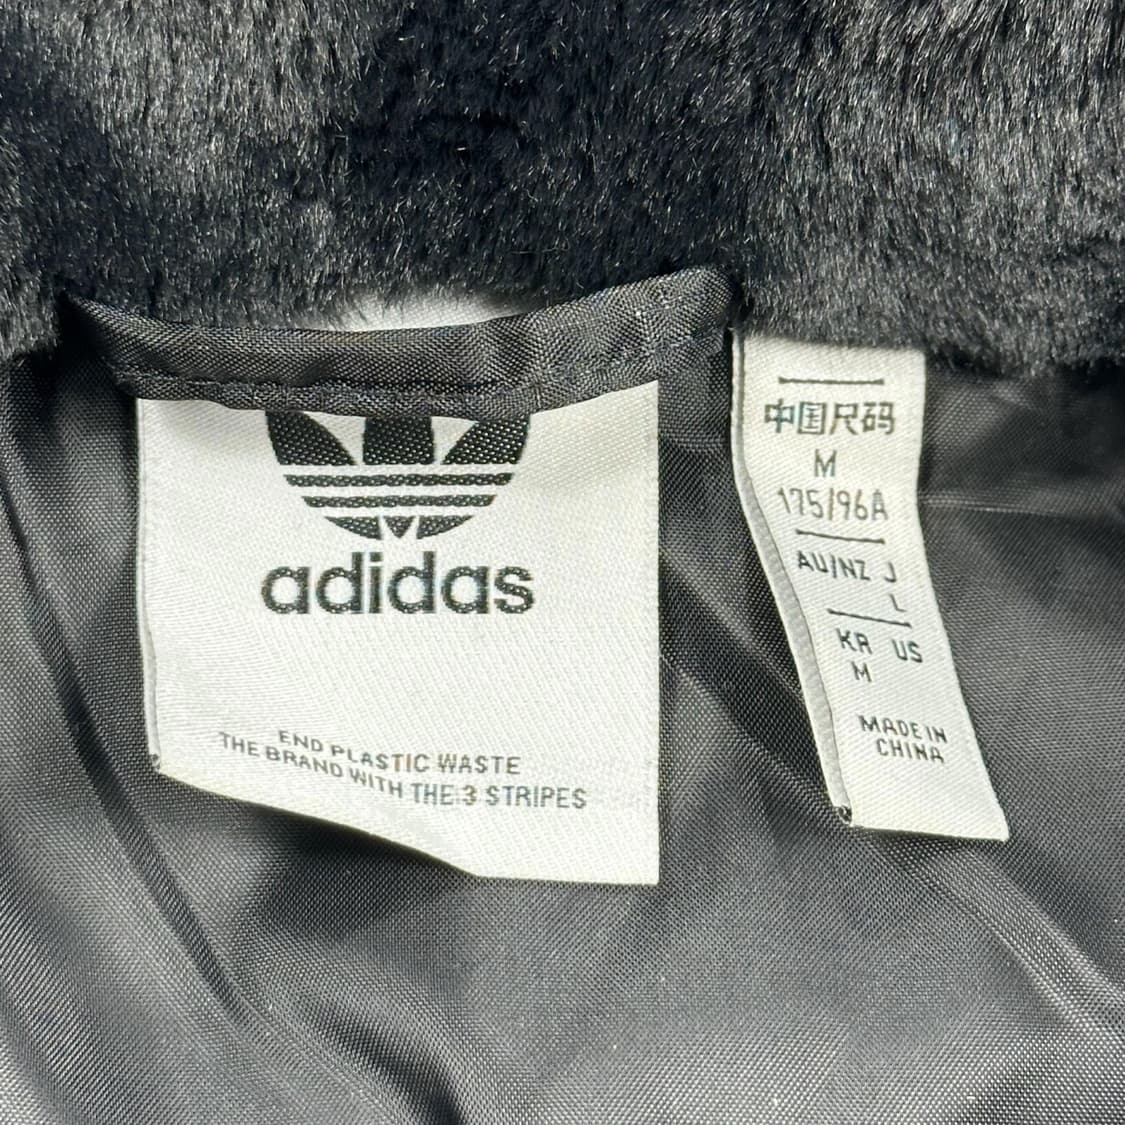 adidas
END PLASTIC WASTE
THE BRAND WITH THE 3 STRIPES
中国尺码
M
175/96A
AU/NZ J
L
KR US
M
MADE IN
CHINA